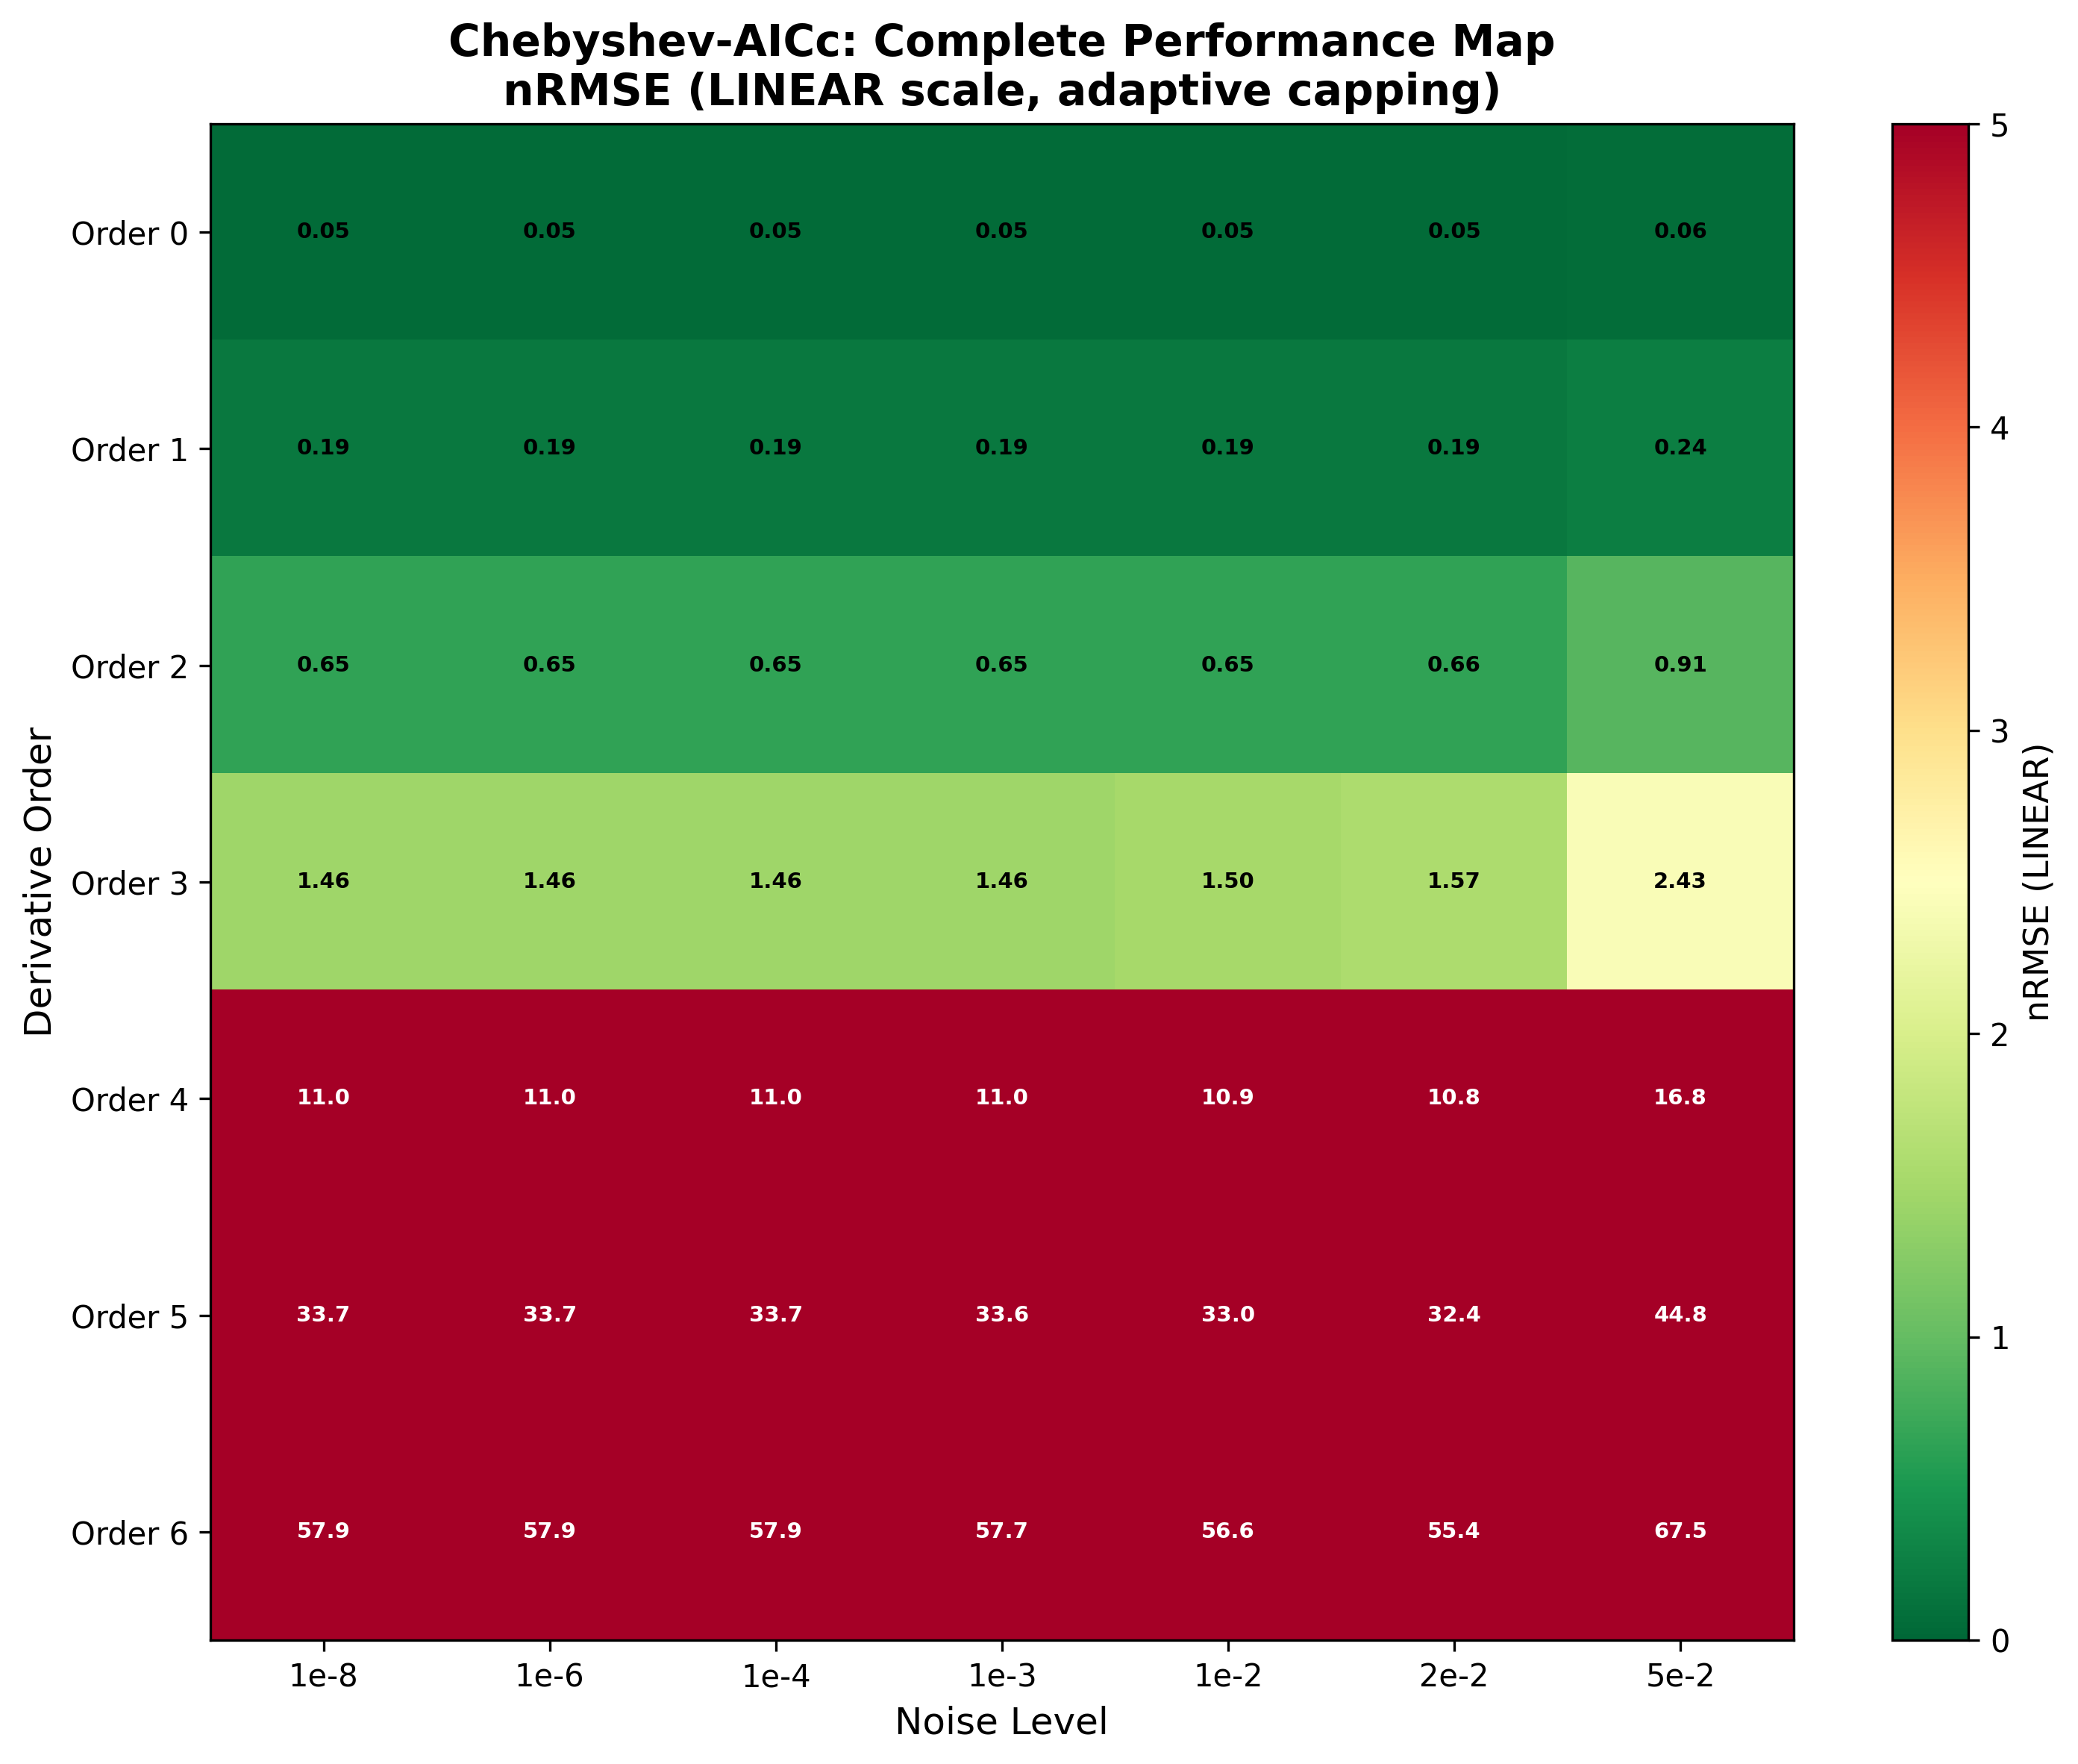 Chebyshev-AICc: Complete Performance Map
nRMSE (LINEAR scale, adaptive capping)
Derivative Order
Order 0 0.05 0.05 0.05 0.05 0.05 0.05 0.06
Order 1 0.19 0.19 0.19 0.19 0.19 0.19 0.24
Order 2 0.65 0.65 0.65 0.65 0.65 0.66 0.91
Order 3 1.46 1.46 1.46 1.46 1.50 1.57 2.43
Order 4 11.0 11.0 11.0 11.0 10.9 10.8 16.8
Order 5 33.7 33.7 33.7 33.6 33.0 32.4 44.8
Order 6 57.9 57.9 57.9 57.7 56.6 55.4 67.5
1e-8 1e-6 1e-4 1e-3 1e-2 2e-2 5e-2
Noise Level
5
4
3
2
1
0
nRMSE (LINEAR)